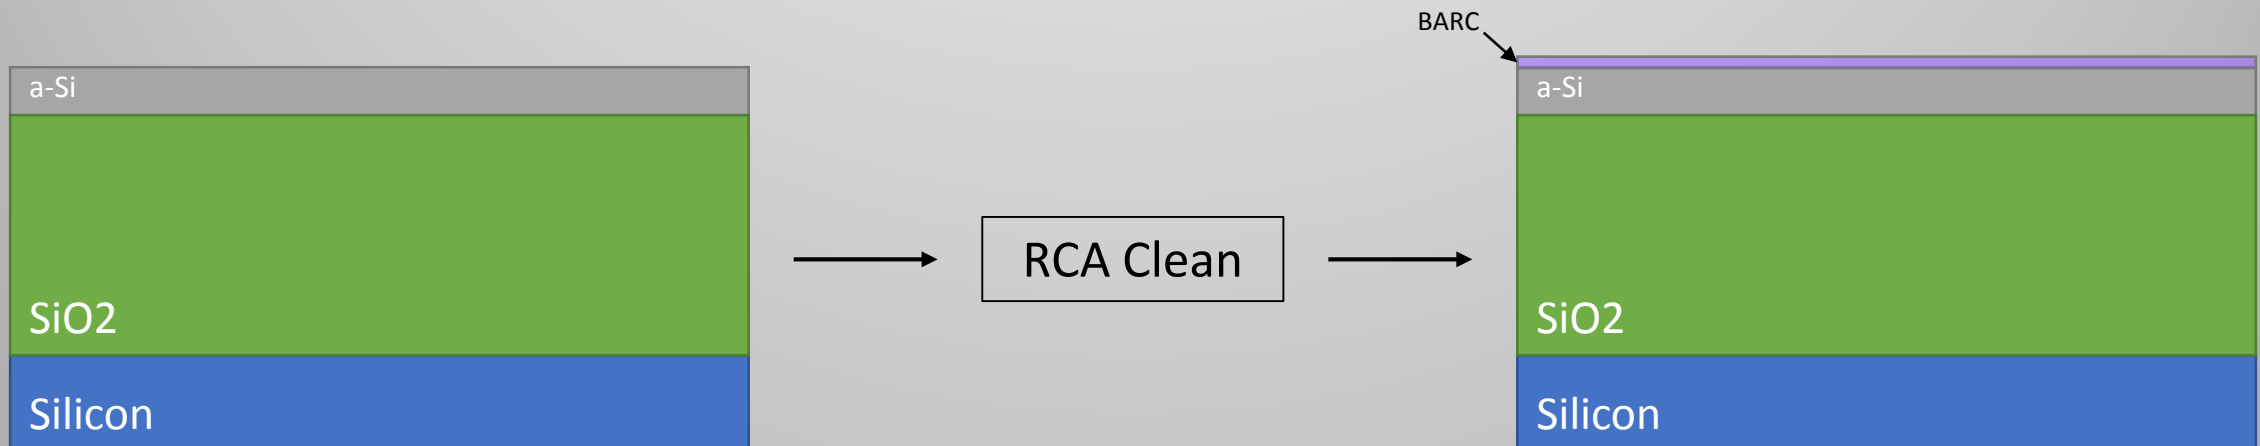 a-Si
SiO2
Silicon
RCA Clean
BARC
a-Si
SiO2
Silicon